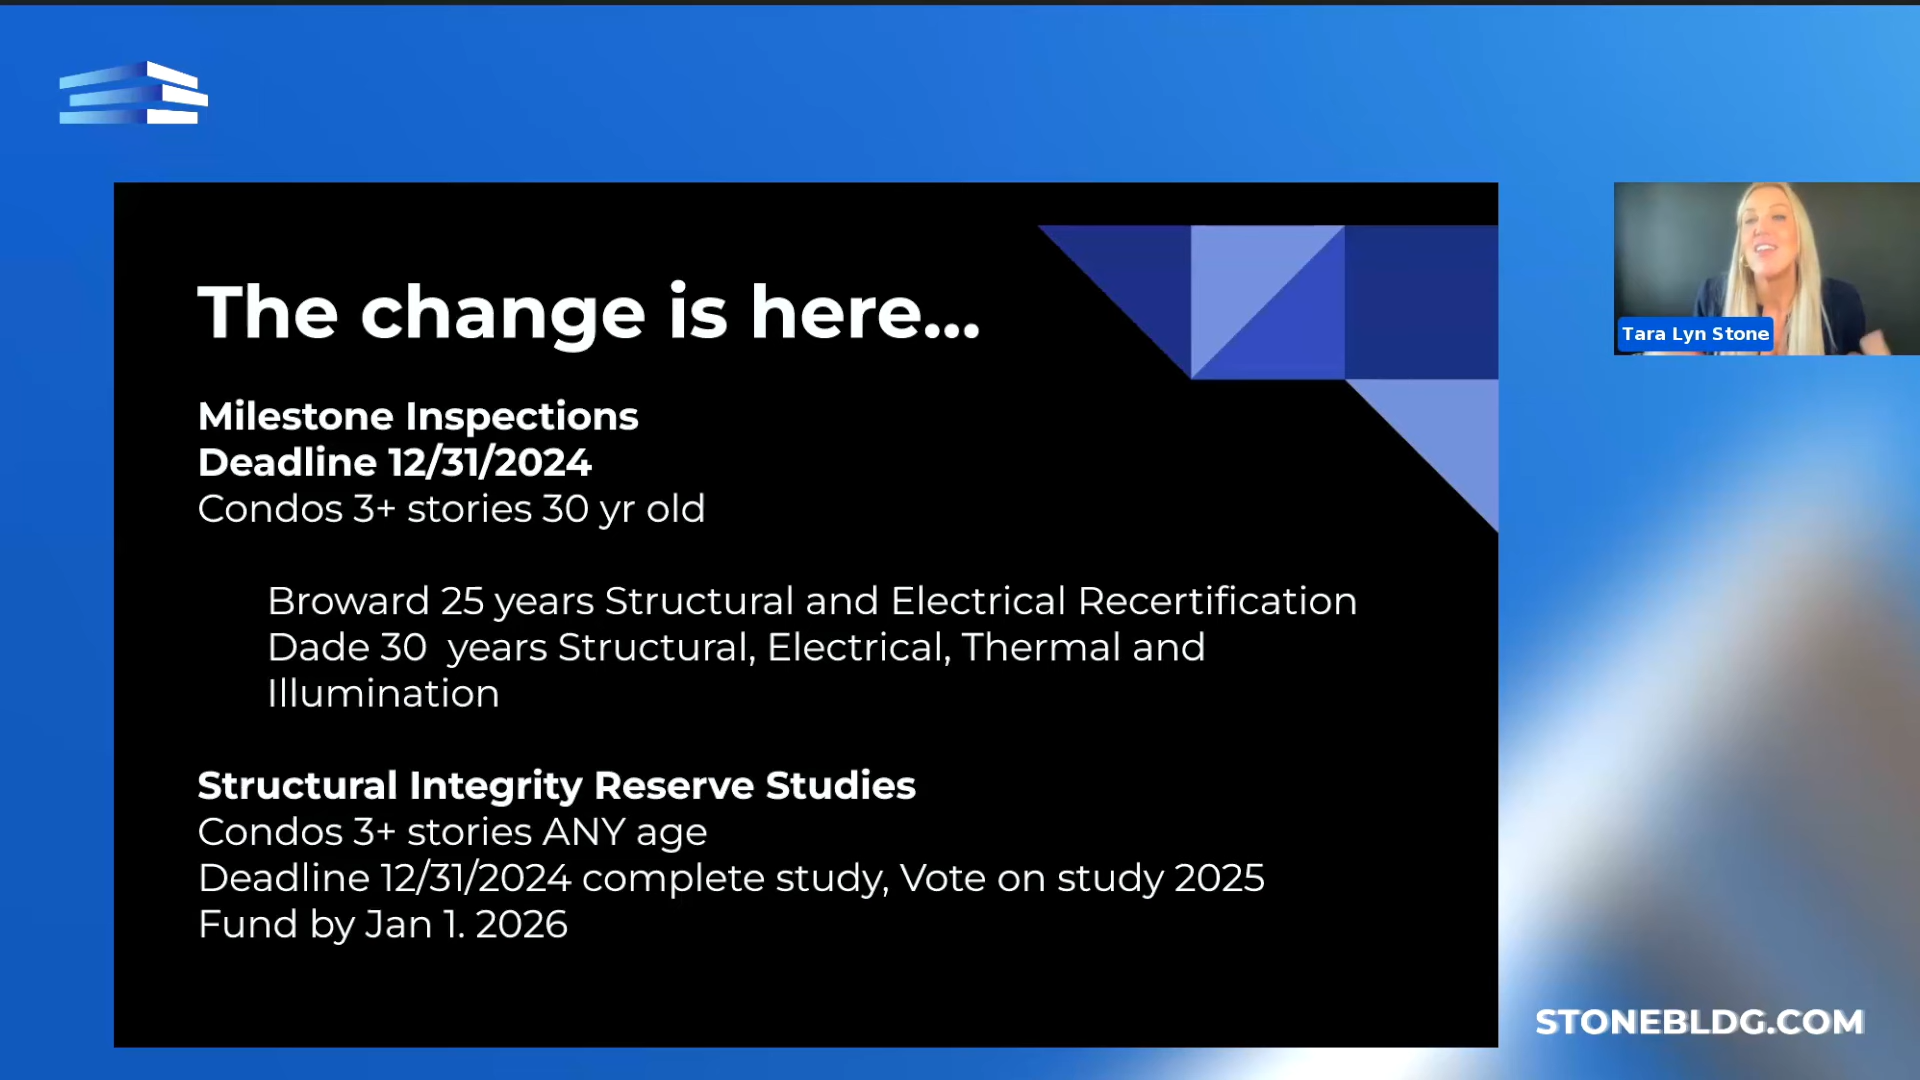 The change is here...
Milestone Inspections
Deadline 12/31/2024
Condos 3+ stories 30 yr old
Broward 25 years Structural and Electrical Recertification
Dade 30  years Structural, Electrical, Thermal and
Illumination
Structural Integrity Reserve Studies
Condos 3+ stories ANY age
Deadline 12/31/2024 complete study, Vote on study 2025
Fund by Jan 1. 2026
Tara Lyn Stone
STONEBLDG.COM